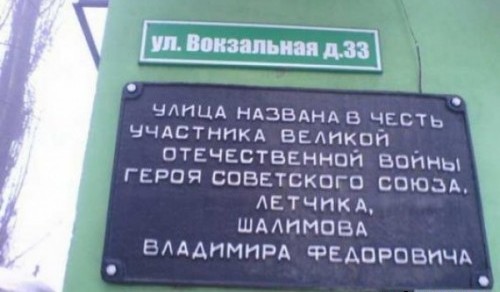 ул. Вокзальная д.33
УЛИЦА НАЗВАНА В ЧЕСТЬ
УЧАСТНИКА ВЕЛИКОЙ
ОТЕЧЕСТВЕННОЙ ВОЙНЫ
ГЕРОЯ СОВЕТСКОГО СОЮЗА,
ЛЕТЧИКА,
ШАЛИМОВА
ВЛАДИМИРА ФЕДОРОВИЧА